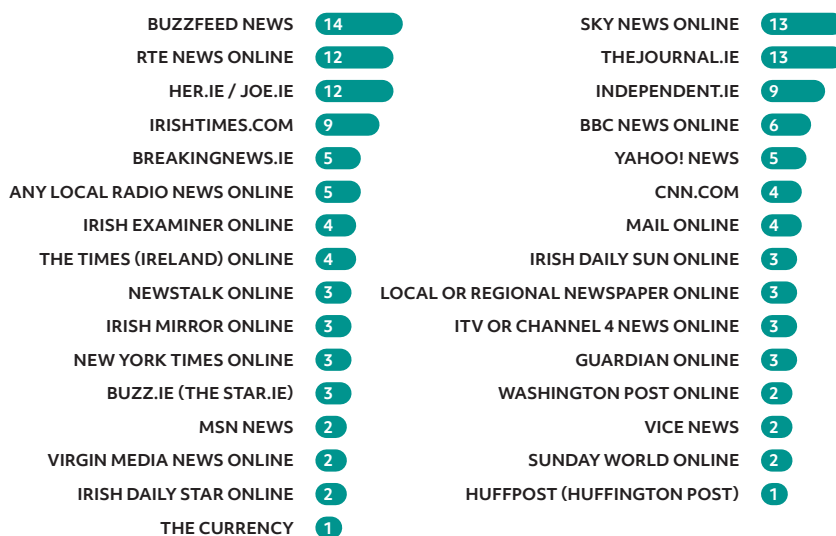 BUZZFEED NEWS 14
RTE NEWS ONLINE 12
HER.IE / JOE.IE 12
IRISHTIMES.COM 9
BREAKINGNEWS.IE 5
ANY LOCAL RADIO NEWS ONLINE 5
IRISH EXAMINER ONLINE 4
THE TIMES (IRELAND) ONLINE 4
NEWSTALK ONLINE 3
IRISH MIRROR ONLINE 3
NEW YORK TIMES ONLINE 3
BUZZ.IE (THE STAR.IE) 3
MSN NEWS 2
VIRGIN MEDIA NEWS ONLINE 2
IRISH DAILY STAR ONLINE 2
THE CURRENCY 1
SKY NEWS ONLINE 13
THEJOURNAL.IE 13
INDEPENDENT.IE 9
BBC NEWS ONLINE 6
YAHOO! NEWS 5
CNN.COM 4
MAIL ONLINE 4
IRISH DAILY SUN ONLINE 3
LOCAL OR REGIONAL NEWSPAPER ONLINE 3
ITV OR CHANNEL 4 NEWS ONLINE 3
GUARDIAN ONLINE 3
WASHINGTON POST ONLINE 2
VICE NEWS 2
SUNDAY WORLD ONLINE 2
HUFFPOST (HUFFINGTON POST) 1